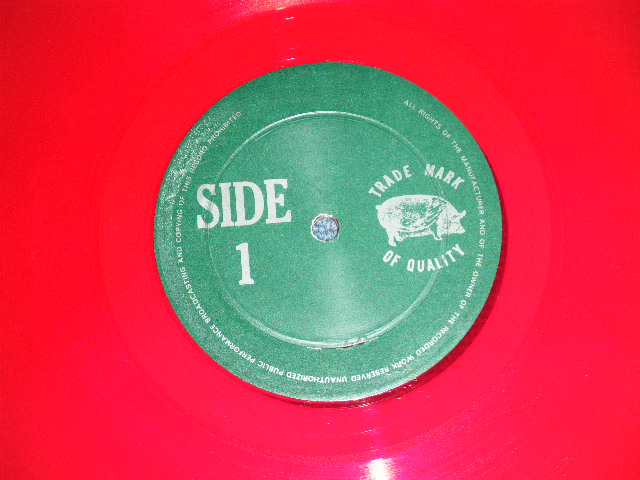 SIDE
1
TRADE MARK
OF QUALITY
ALL RIGHTS OF THE MANUFACTURER AND OF THE OWNER OF THE RECORDED WORK RESERVED UNAUTHORIZED PUBLIC PERFORMANCE BROADCASTING AND COPYING OF THIS RECORD PROHIBITED